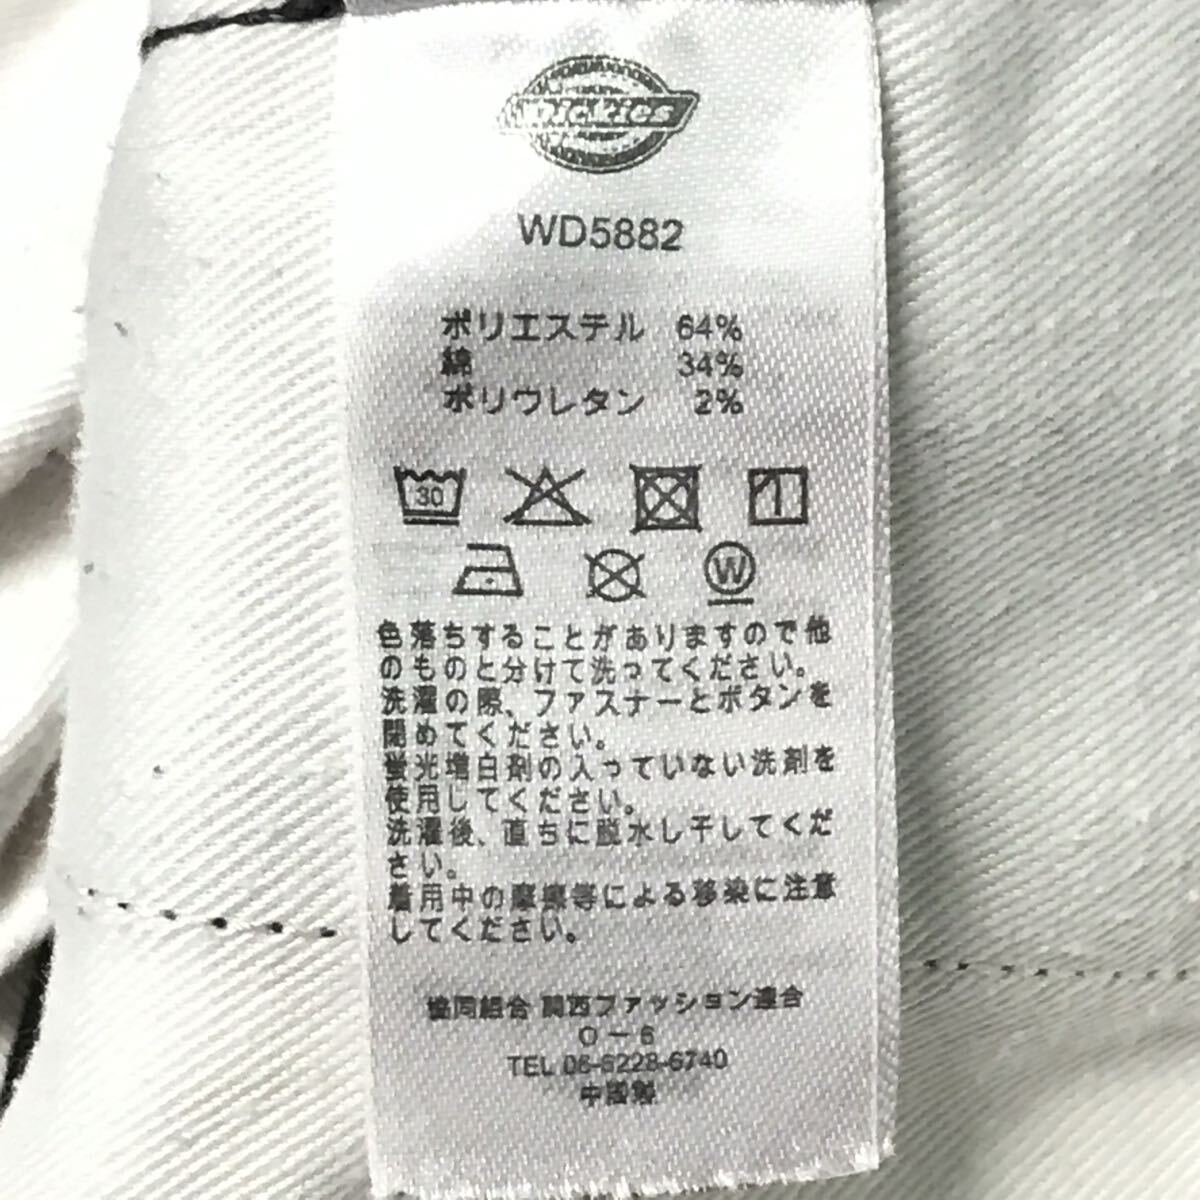 Dickies
WD5882
ポリエステル 64%
綿 34%
ポリウレタン 2%
30
W
色落ちすることがありますので他
のものと分けて洗ってください。
洗濯の際、ファスナーとボタンを
閉めてください。
蛍光増白剤の入っていない洗剤を
使用してください。
洗濯後、直ちに脱水し干してくだ
さい。
着用中の摩擦等による移染に注意
してください。
協同組合 関西ファッション連合
O－6
TEL 06-6228-6740
中国製